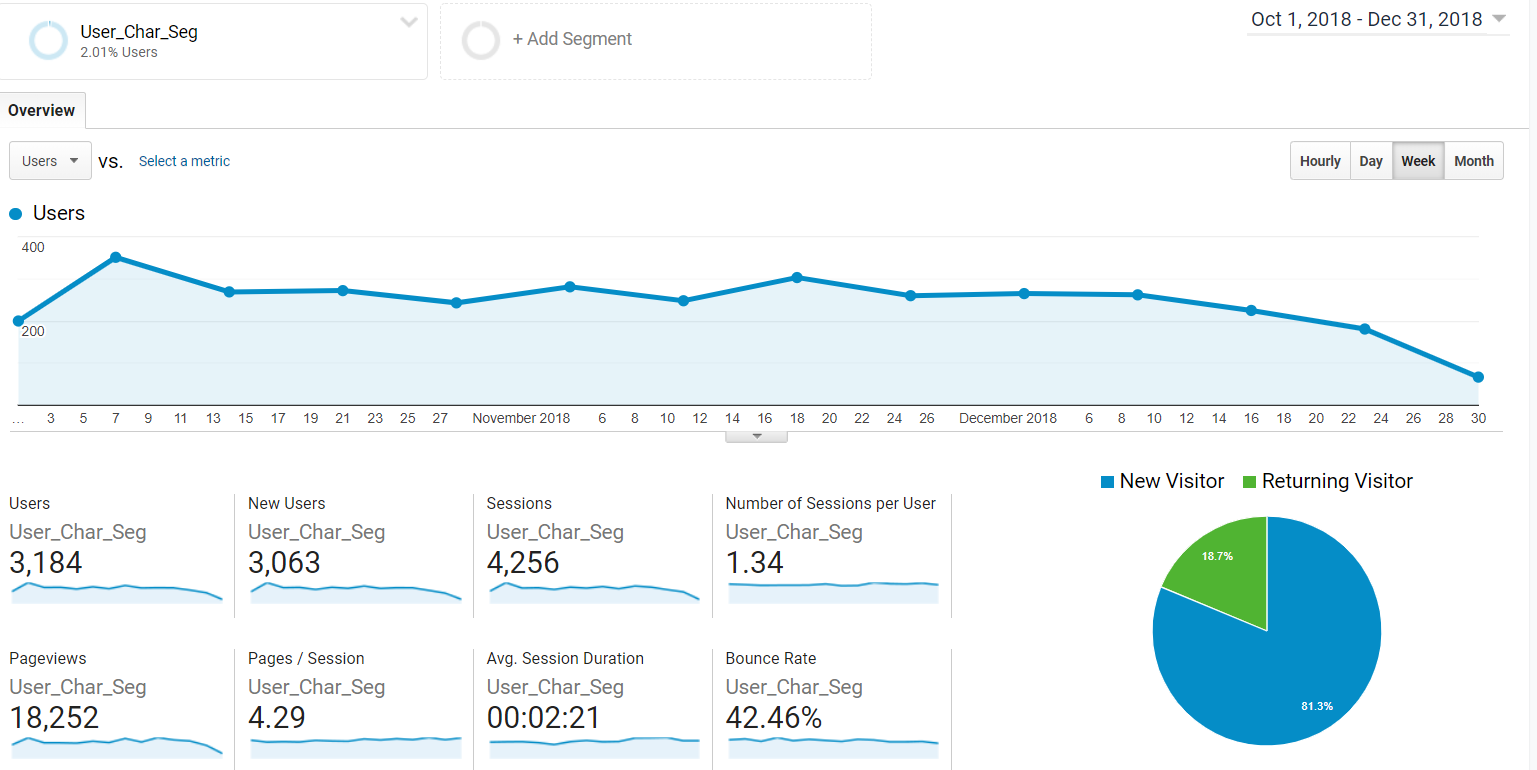 User_Char_Seg
2.01% Users
+ Add Segment
Oct 1, 2018 - Dec 31, 2018
Overview
Users vs. Select a metric
Hourly Day Week Month
Users
400
200
... 3 5 7 9 11 13 15 17 19 21 23 25 27 November 2018 6 8 10 12 14 16 18 20 22 24 26 December 2018 6 8 10 12 14 16 18 20 22 24 26 28 30
Users
User_Char_Seg
3,184
New Users
User_Char_Seg
3,063
Sessions
User_Char_Seg
4,256
Number of Sessions per User
User_Char_Seg
1.34
Pageviews
User_Char_Seg
18,252
Pages / Session
User_Char_Seg
4.29
Avg. Session Duration
User_Char_Seg
00:02:21
Bounce Rate
User_Char_Seg
42.46%
New Visitor Returning Visitor
18.7%
81.3%